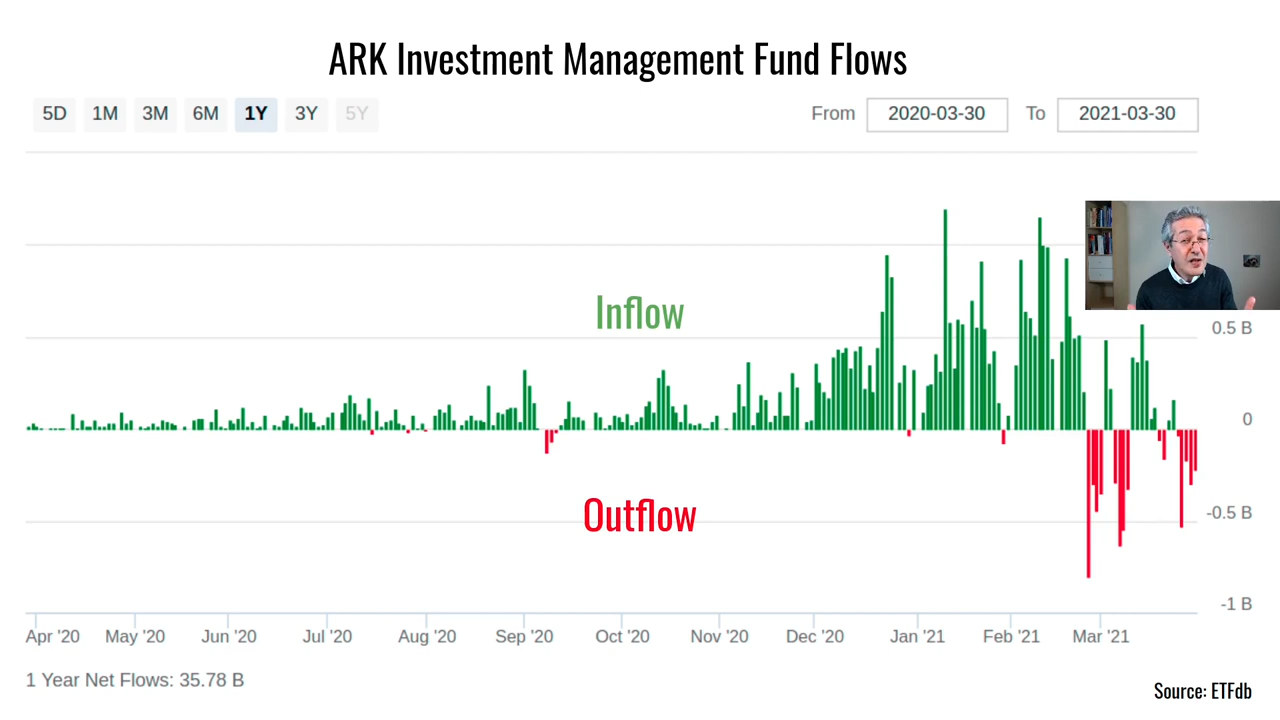 ARK Investment Management Fund Flows
5D 1M 3M 6M 1Y 3Y 5Y From 2020-03-30 To 2021-03-30
Inflow
0.5 B
0
Outflow
-0.5 B
-1 B
Apr '20 May '20 Jun '20 Jul '20 Aug '20 Sep '20 Oct '20 Nov '20 Dec '20 Jan '21 Feb '21 Mar '21
1 Year Net Flows: 35.78 B
Source: ETFdb